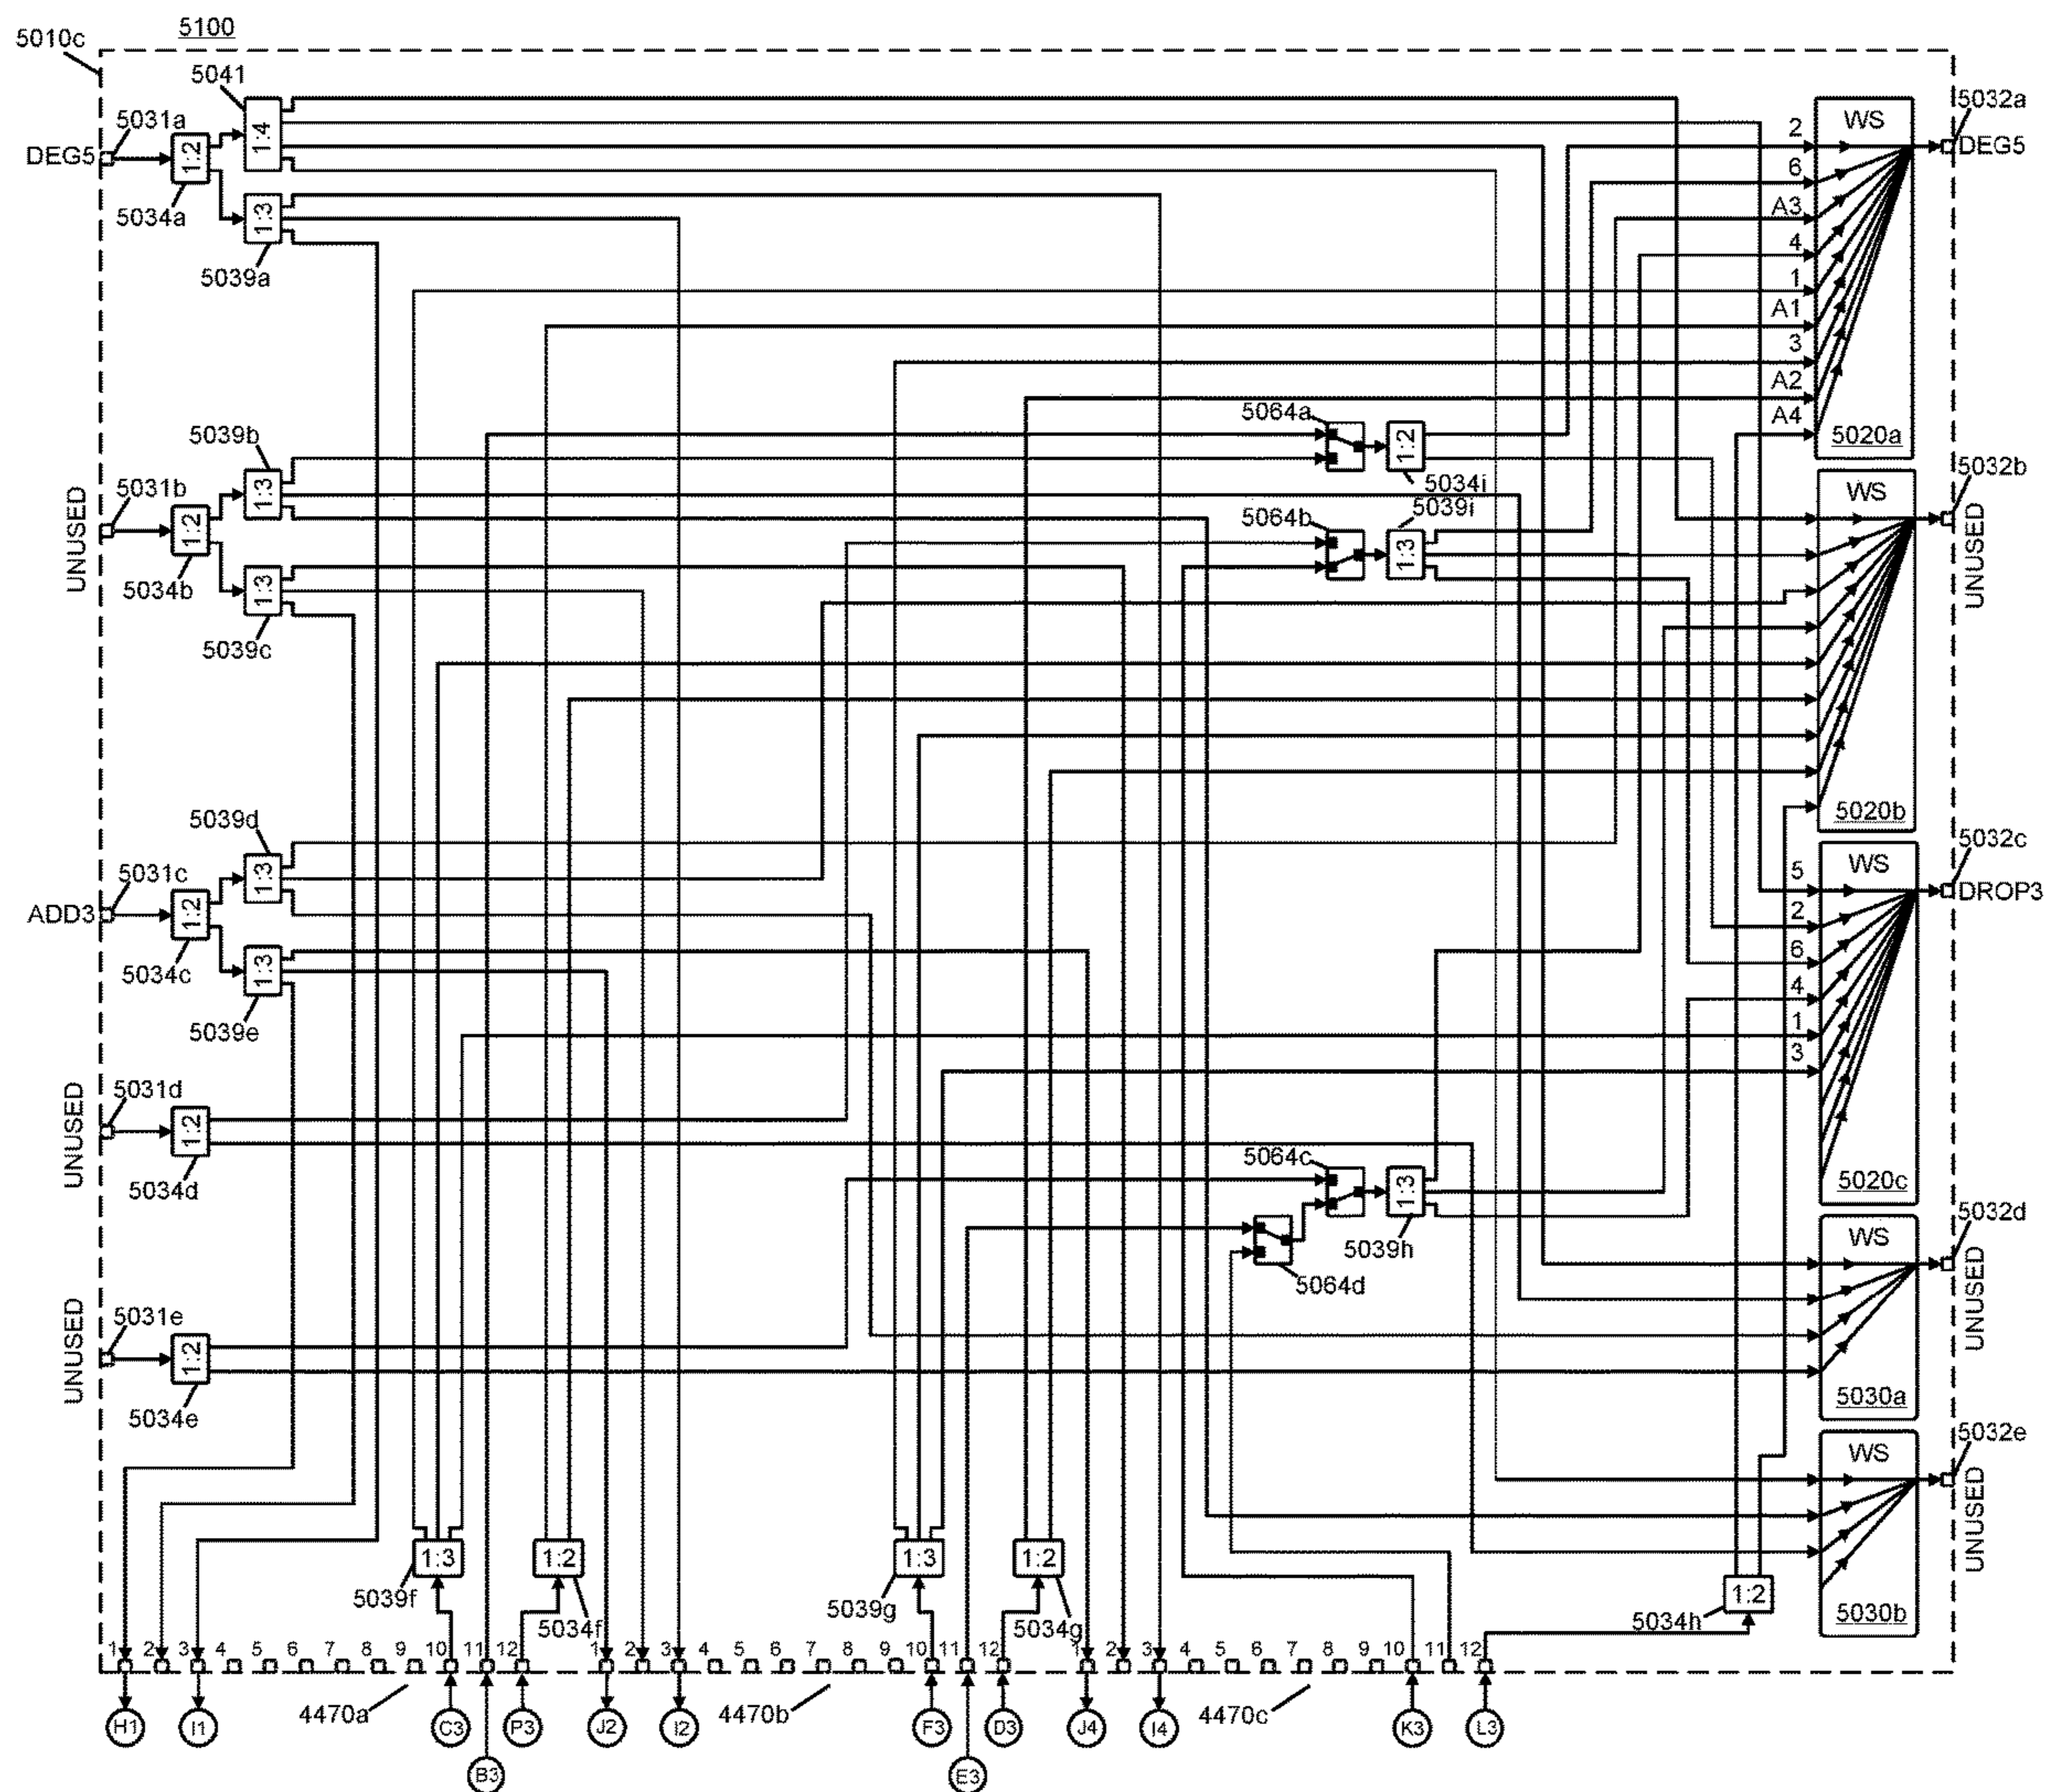 5100
5010c
5041
5031a
DEG5
1:2
1:4
5034a
1:3
5039a
2
6
A3
4
1
A1
3
A2
A4
WS
5020a
5032a
DEG5
5039b
5031b
UNUSED
1:2
1:3
5034b
1:3
5039c
5064a
1:2
5034i
5064b
5039i
1:3
WS
5020b
5032b
UNUSED
5039d
5031c
ADD3
1:2
1:3
5034c
1:3
5039e
5
2
6
4
1
3
WS
5020c
5032c
DROP3
5031d
UNUSED
1:2
5034d
5064c
1:3
5039h
5064d
WS
5030a
5032d
UNUSED
5031e
UNUSED
1:2
5034e
WS
5030b
5032e
UNUSED
1:3
5039f
1:2
5034f
1:3
5039g
1:2
5034g
1:2
5034h
1 2 3 4 5 6 7 8 9 10 11 12
1 2 3 4 5 6 7 8 9 10 11 12
1 2 3 4 5 6 7 8 9 10 11 12
4470a
4470b
4470c
H1 I1 C3 P3 J2 I2 F3 D3 J4 I4 K3 L3
B3 E3